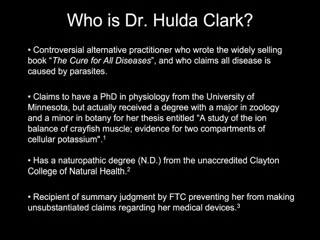 Who is Dr. Hulda Clark?
• Controversial alternative practitioner who wrote the widely selling
book “The Cure for All Diseases”, and who claims all disease is
caused by parasites.
• Claims to have a PhD in physiology from the University of
Minnesota, but actually received a degree with a major in zoology
and a minor in botany for her thesis entitled “A study of the ion
balance of crayfish muscle; evidence for two compartments of
cellular potassium”.1
• Has a naturopathic degree (N.D.) from the unaccredited Clayton
College of Natural Health.2
• Recipient of summary judgment by FTC preventing her from making
unsubstantiated claims regarding her medical devices.3